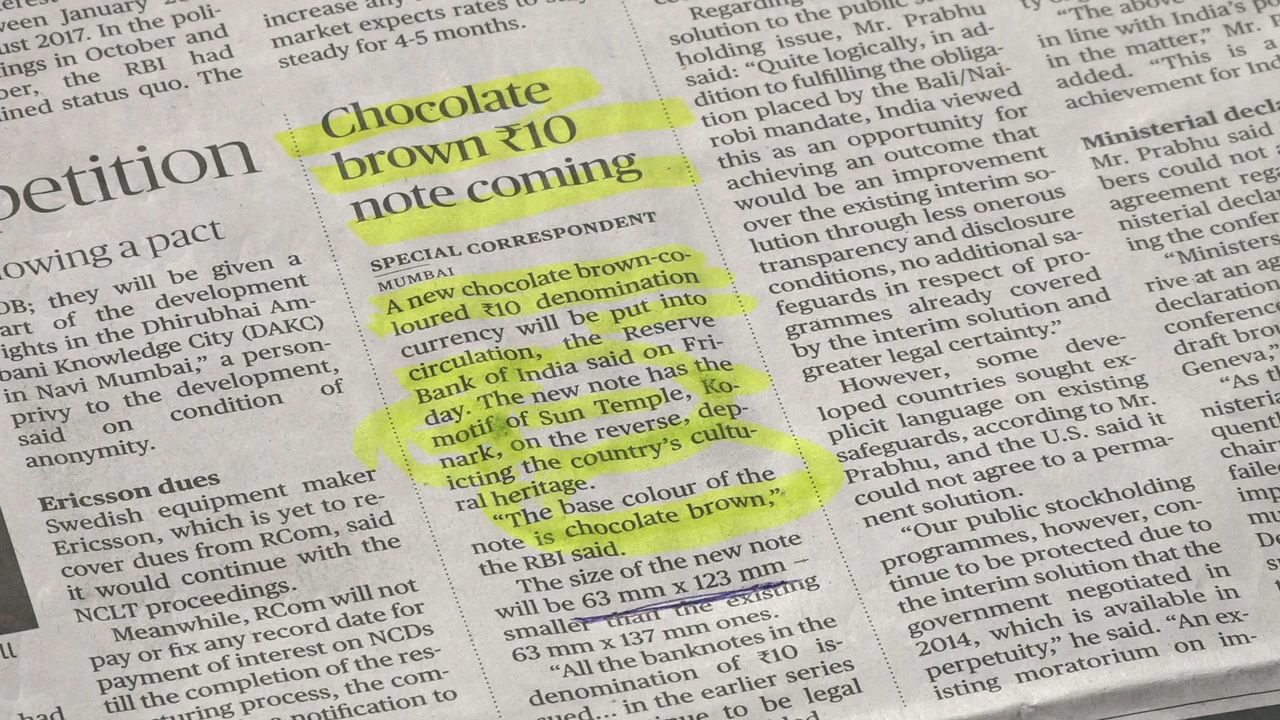 ween January 20
ust 2017. In the poli-
ings in October and
ber, the RBI had
ined status quo. The
petition
lowing a pact
OB; they will be given a
art of the development
ights in the Dhirubhai Am-
bani Knowledge City (DAKC)
in Navi Mumbai,” a person-
privy to the development,
said on condition of
anonymity.
Ericsson dues
Swedish equipment maker
Ericsson, which is yet to re-
cover dues from RCom, said
it would continue with the
NCLT proceedings.
Meanwhile, RCom will not
pay or fix any record date for
payment of interest on NCDs
till the completion of the res-
turing process, the com-
notification to
had
increase any
market expects rates to stay
steady for 4-5 months.
Chocolate
brown ₹10
note coming
SPECIAL CORRESPONDENT
MUMBAI
A new chocolate brown-co-
loured ₹10 denomination
currency will be put into
circulation, the Reserve
Bank of India said on Fri-
day. The new note has the
motif of Sun Temple, Ko-
nark, on the reverse, dep-
icting the country’s cultu-
ral heritage.
“The base colour of the
note is chocolate brown,”
the RBI said.
The size of the new note
will be 63 mm x 123 mm –
smaller than the existing
63 mm x 137 mm ones.
“All the banknotes in the
denomination of ₹10 is-
sued... in the earlier series
to be legal
Regarding
solution to the public s
holding issue, Mr. Prabhu
said: “Quite logically, in ad-
dition to fulfilling the obliga-
tion placed by the Bali/Nai-
robi mandate, India viewed
this as an opportunity for
achieving an outcome that
would be an improvement
over the existing interim so-
lution through less onerous
transparency and disclosure
conditions, no additional sa-
feguards in respect of pro-
grammes already covered
by the interim solution and
greater legal certainty.”
However, some deve-
loped countries sought ex-
plicit language on existing
safeguards, according to Mr.
Prabhu, and the U.S. said it
could not agree to a perma-
nent solution.
“Our public stockholding
programmes, however, con-
tinue to be protected due to
the interim solution that the
government negotiated in
2014, which is available in
perpetuity,” he said. “An ex-
isting moratorium on im-
“The above
in line with India’s po
in the matter,” Mr. P
added. “This is a
achievement for Ind
Ministerial decla
Mr. Prabhu said
bers could not a
agreement rega
nisterial declar
ing the confer
“Ministers
rive at an ag
declaration
conference
draft broug
Geneva,”
“As th
nisteria
quent
chair
failed
imp
mu